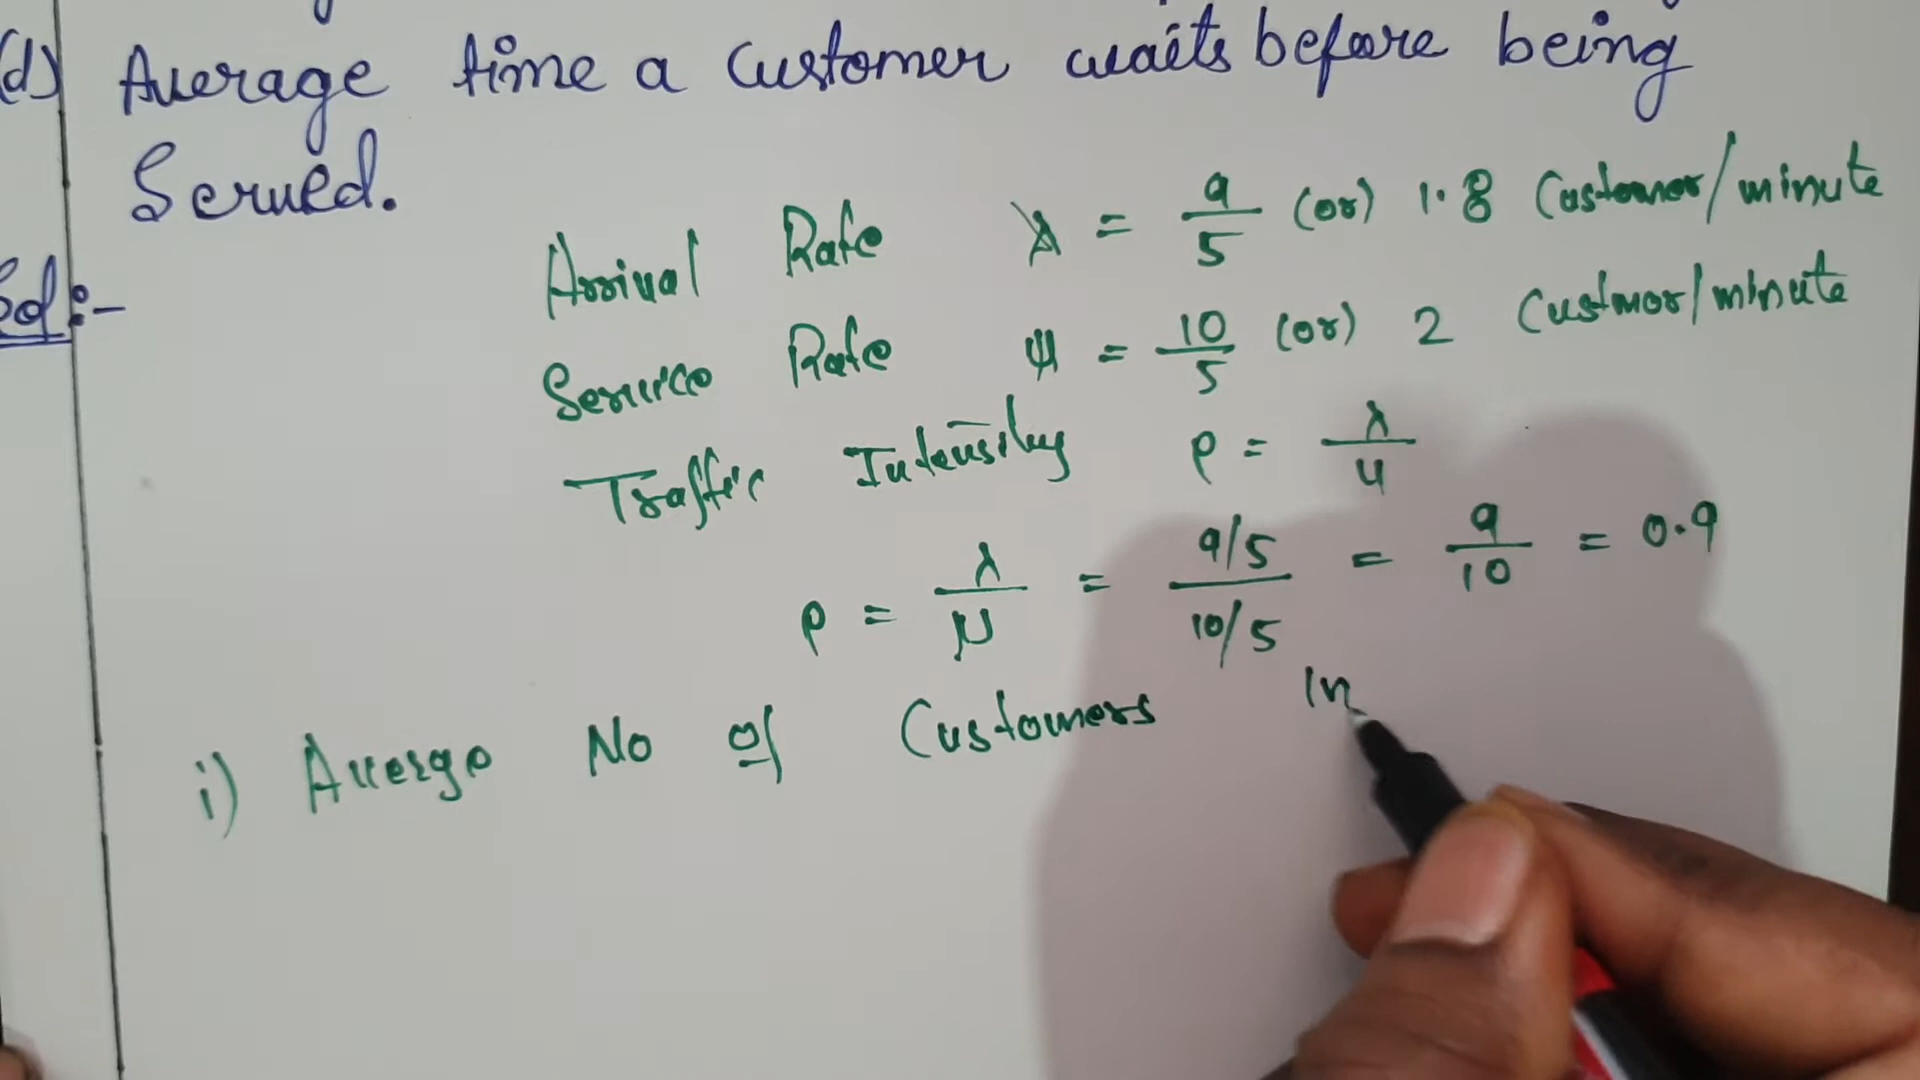 (d) Average time a customer waits before being
Served.
Sol:-
Arrival Rate λ = 9/5 (or) 1.8 Customer/minute
Service Rate μ = 10/5 (or) 2 Custmor/minute
Traffic Intensity ρ = λ/μ
ρ = λ/μ = (9/5)/(10/5) = 9/10 = 0.9
i) Average No of Customers in